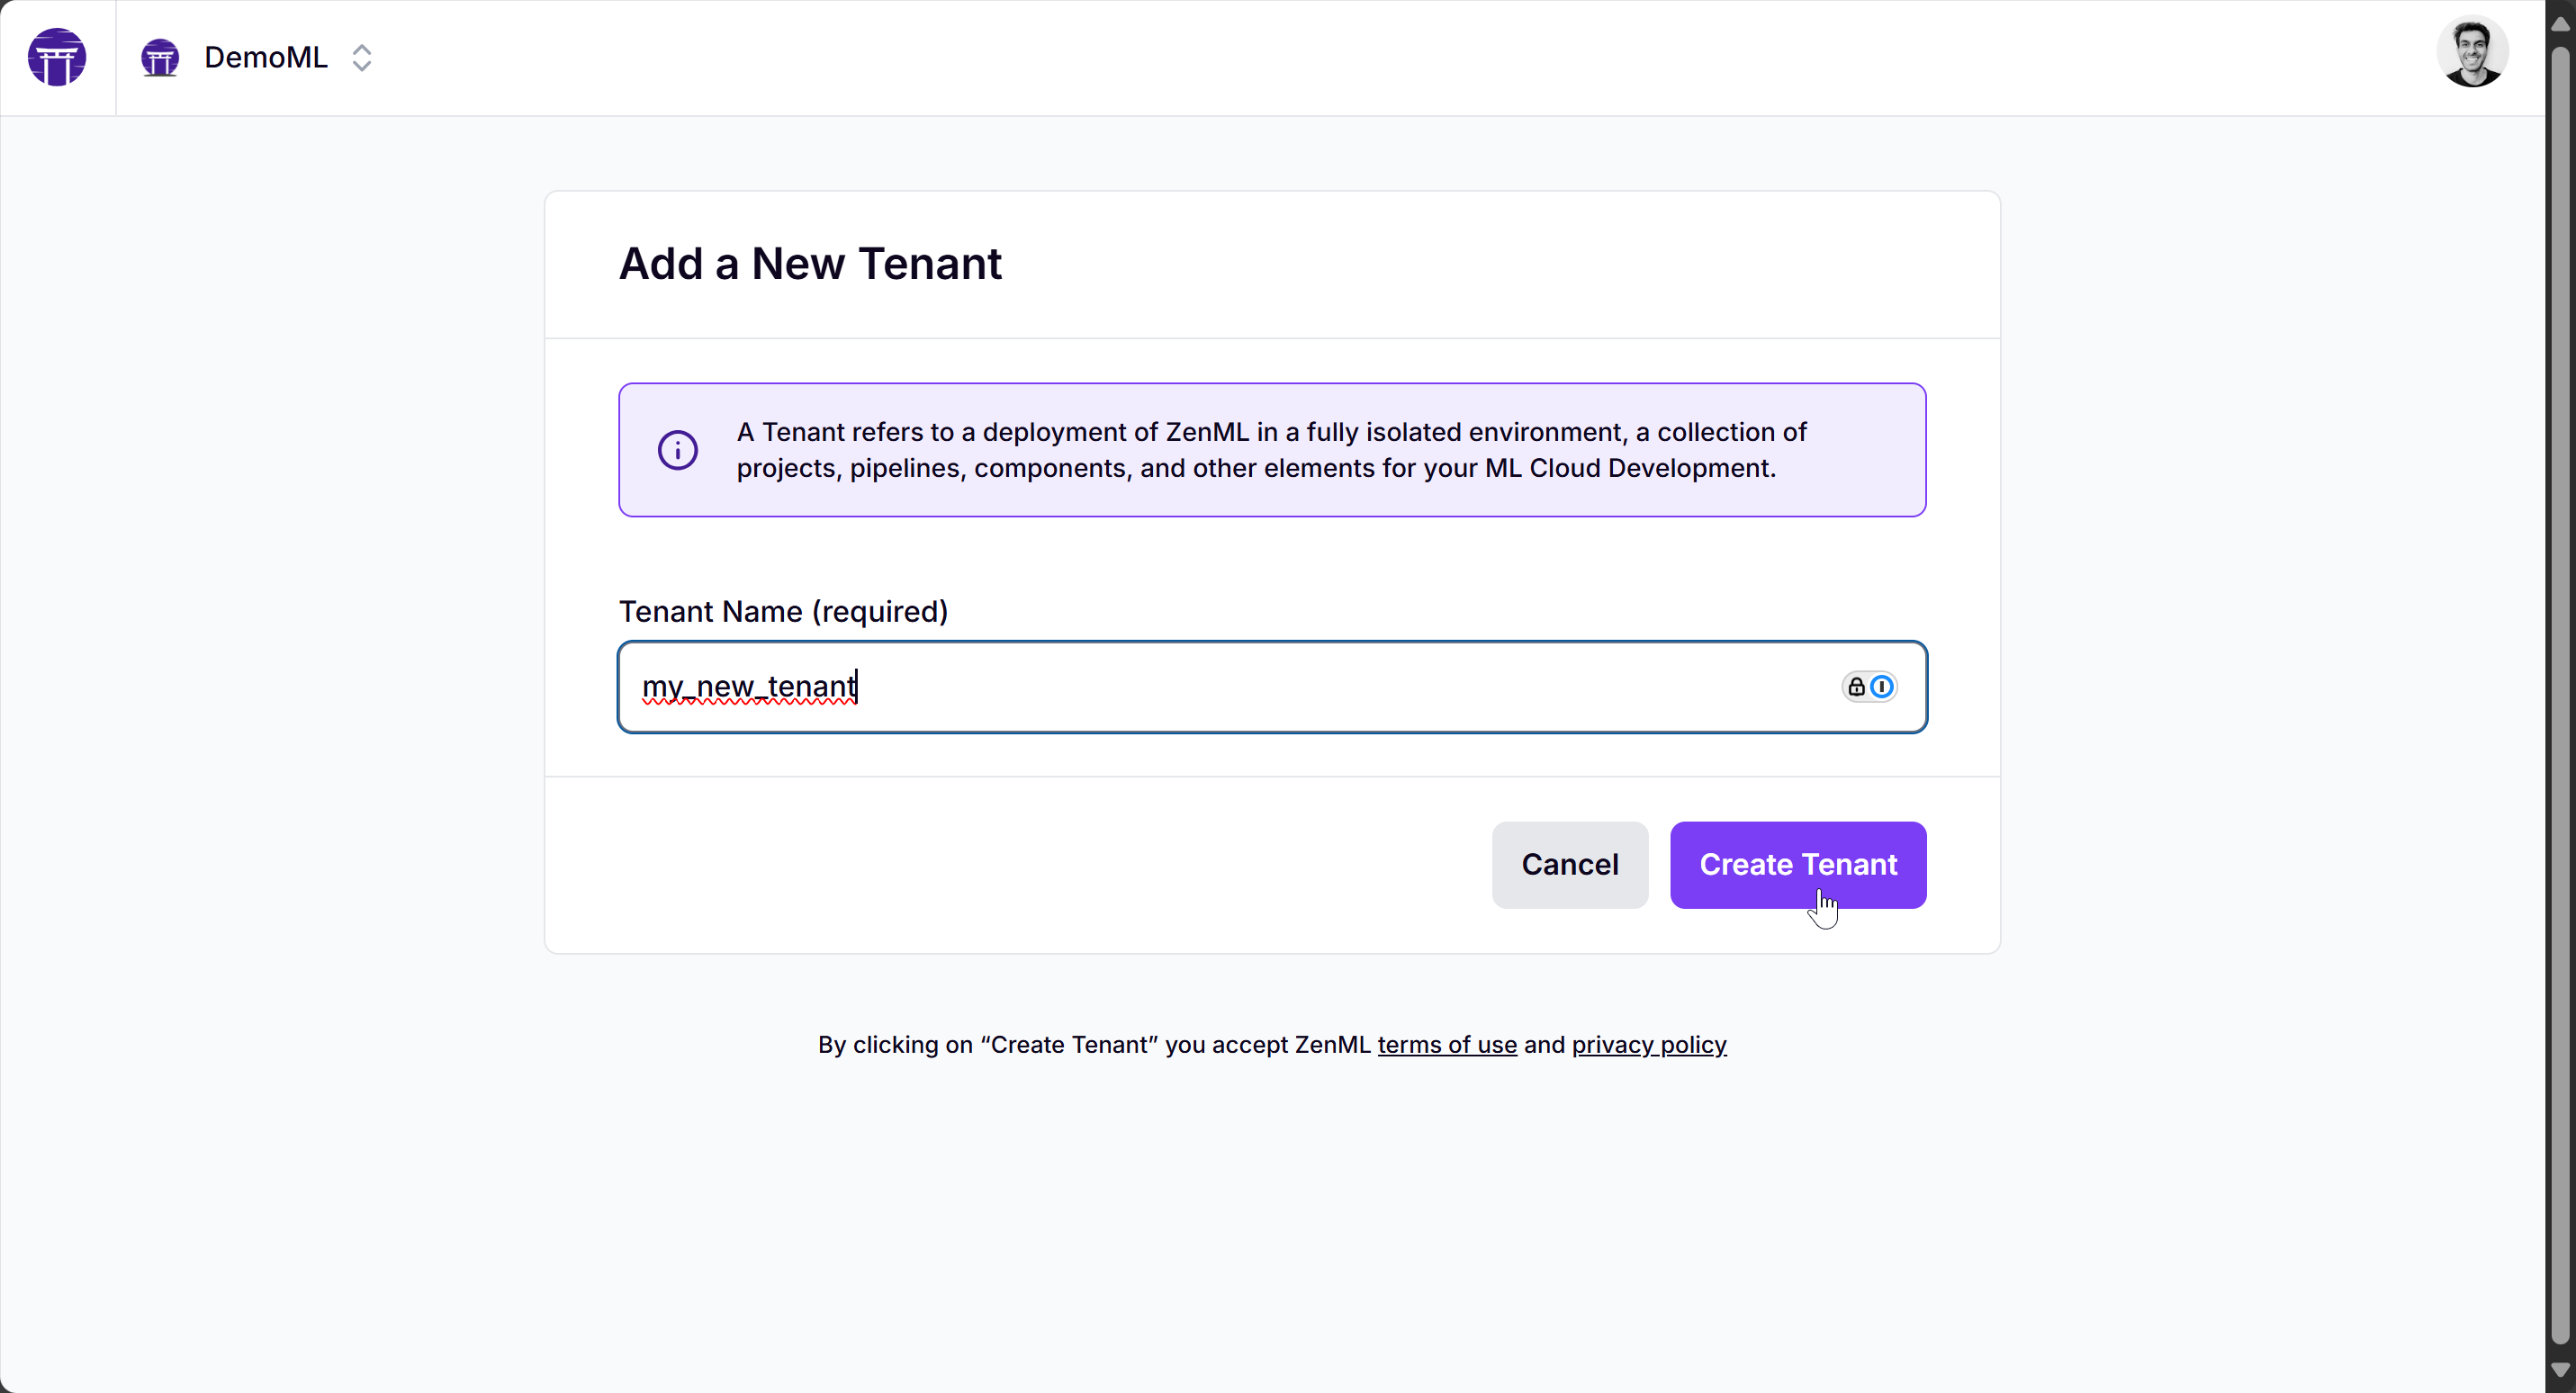 DemoML
Add a New Tenant
A Tenant refers to a deployment of ZenML in a fully isolated environment, a collection of
projects, pipelines, components, and other elements for your ML Cloud Development.
Tenant Name (required)
my_new_tenant
Cancel
Create Tenant
By clicking on “Create Tenant” you accept ZenML terms of use and privacy policy